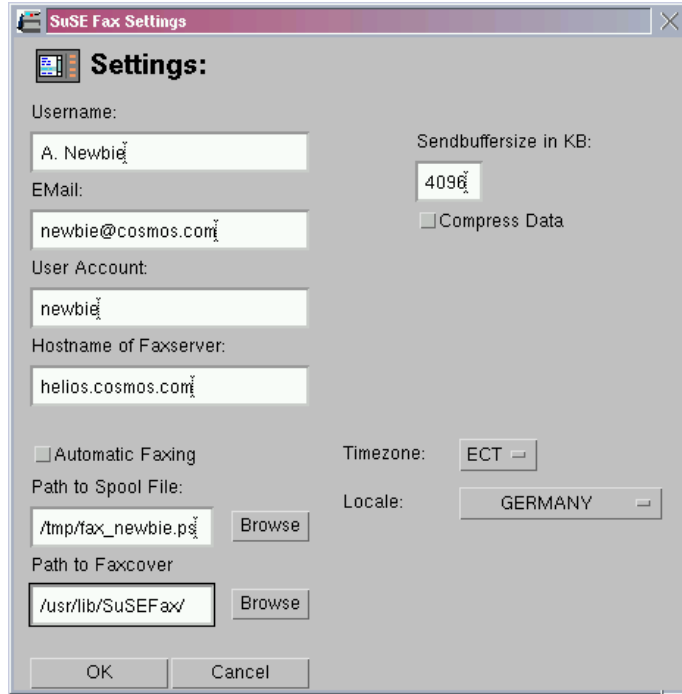 SuSE Fax Settings
Settings:
Username:
A. Newbie
EMail:
newbie@cosmos.com
User Account:
newbie
Hostname of Faxserver:
helios.cosmos.com
Sendbuffersize in KB:
4096
Compress Data
Automatic Faxing
Path to Spool File:
/tmp/fax_newbie.ps Browse
Path to Faxcover
/usr/lib/SuSEFax/ Browse
Timezone: ECT
Locale: GERMANY
OK Cancel